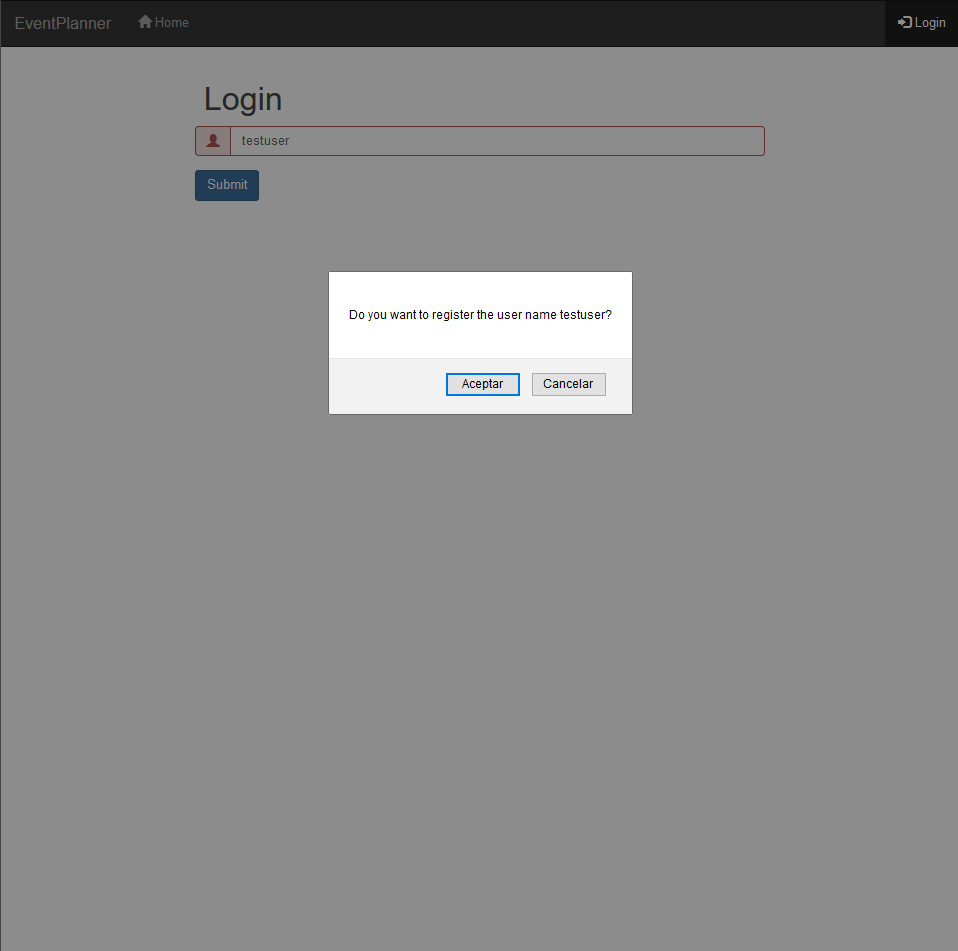 EventPlanner Home Login
Login
testuser
Submit
Do you want to register the user name testuser?
Aceptar Cancelar